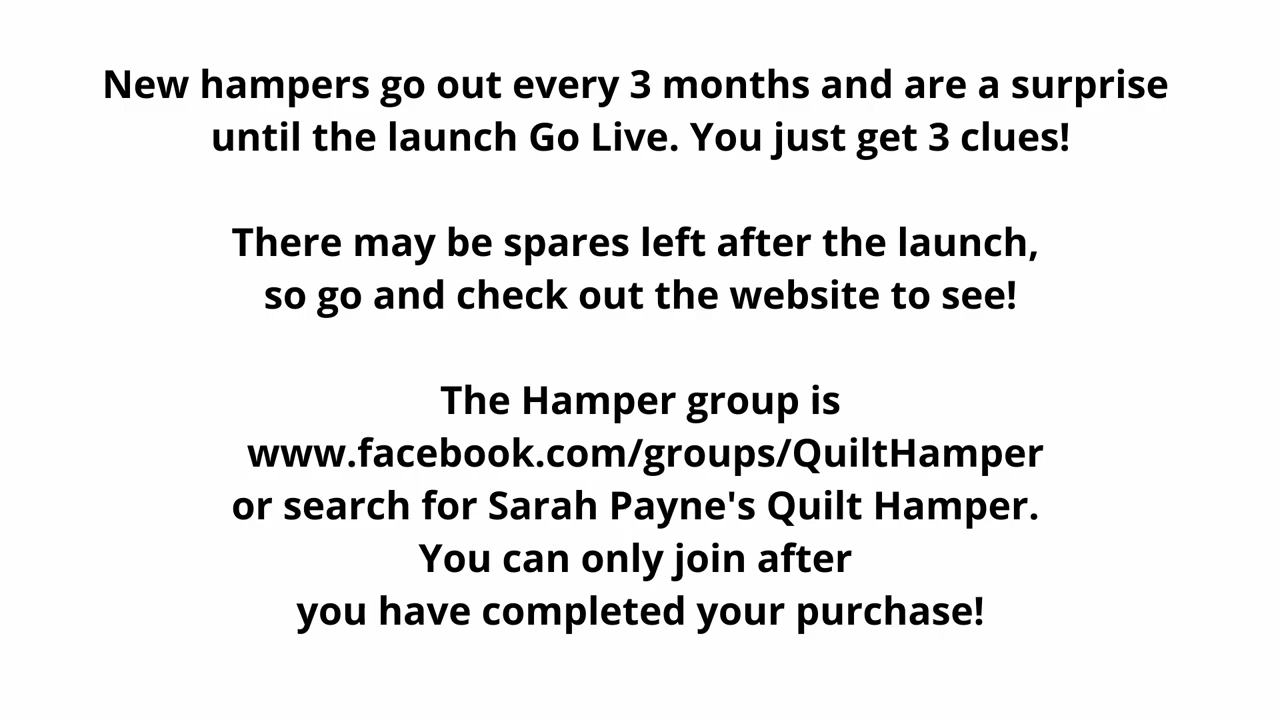 New hampers go out every 3 months and are a surprise
until the launch Go Live. You just get 3 clues!
There may be spares left after the launch,
so go and check out the website to see!
The Hamper group is
www.facebook.com/groups/QuiltHamper
or search for Sarah Payne's Quilt Hamper.
You can only join after
you have completed your purchase!